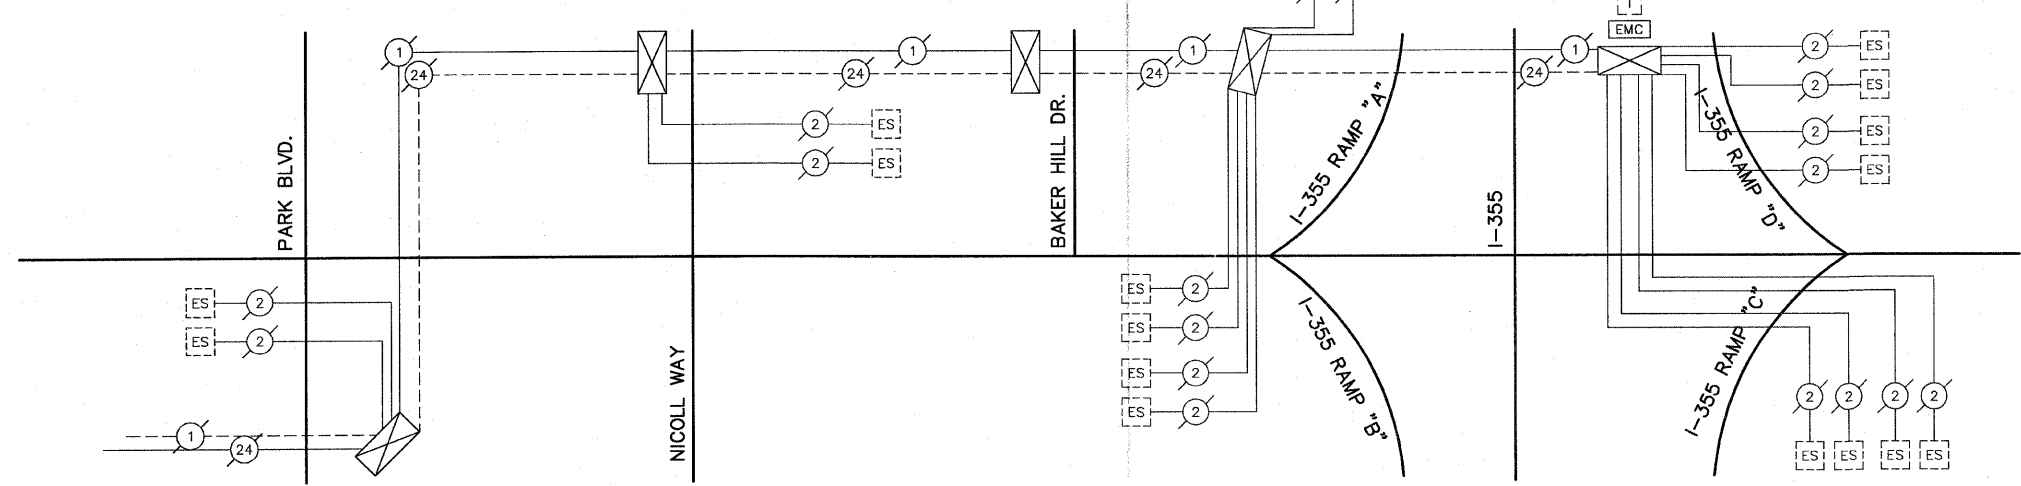 EMC
1
1
1
1
2
ES
24
24
24
24
2
ES
2
ES
2
ES
2
ES
2
ES
PARK BLVD.
BAKER HILL DR.
I-355 RAMP "A"
I-355
I-355 RAMP "D"
ES
2
ES
2
ES
2
ES
2
NICOLL WAY
ES
2
ES
2
I-355 RAMP "B"
I-355 RAMP "C"
2
2
2
2
1
24
ES
ES
ES
ES